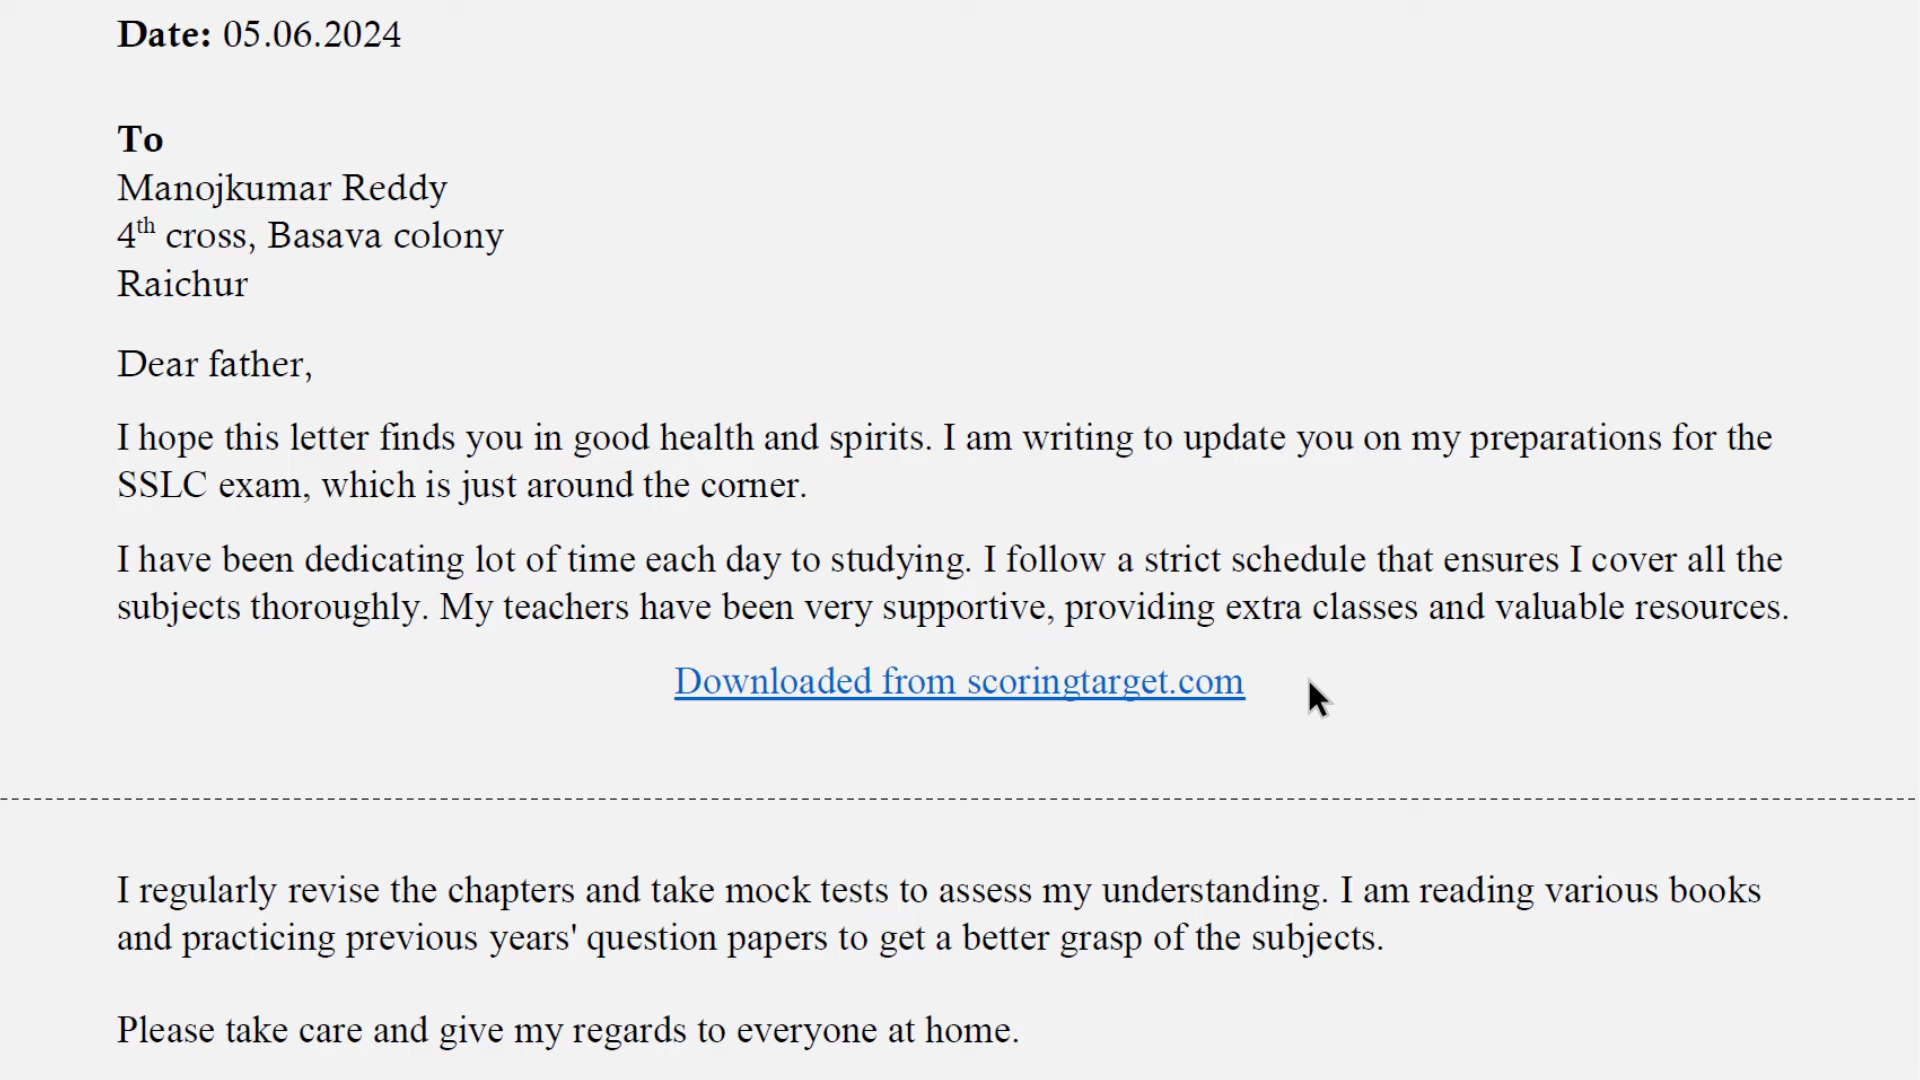 Date: 05.06.2024
To
Manojkumar Reddy
4th cross, Basava colony
Raichur
Dear father,
I hope this letter finds you in good health and spirits. I am writing to update you on my preparations for the
SSLC exam, which is just around the corner.
I have been dedicating lot of time each day to studying. I follow a strict schedule that ensures I cover all the
subjects thoroughly. My teachers have been very supportive, providing extra classes and valuable resources.
Downloaded from scoringtarget.com
I regularly revise the chapters and take mock tests to assess my understanding. I am reading various books
and practicing previous years' question papers to get a better grasp of the subjects.
Please take care and give my regards to everyone at home.